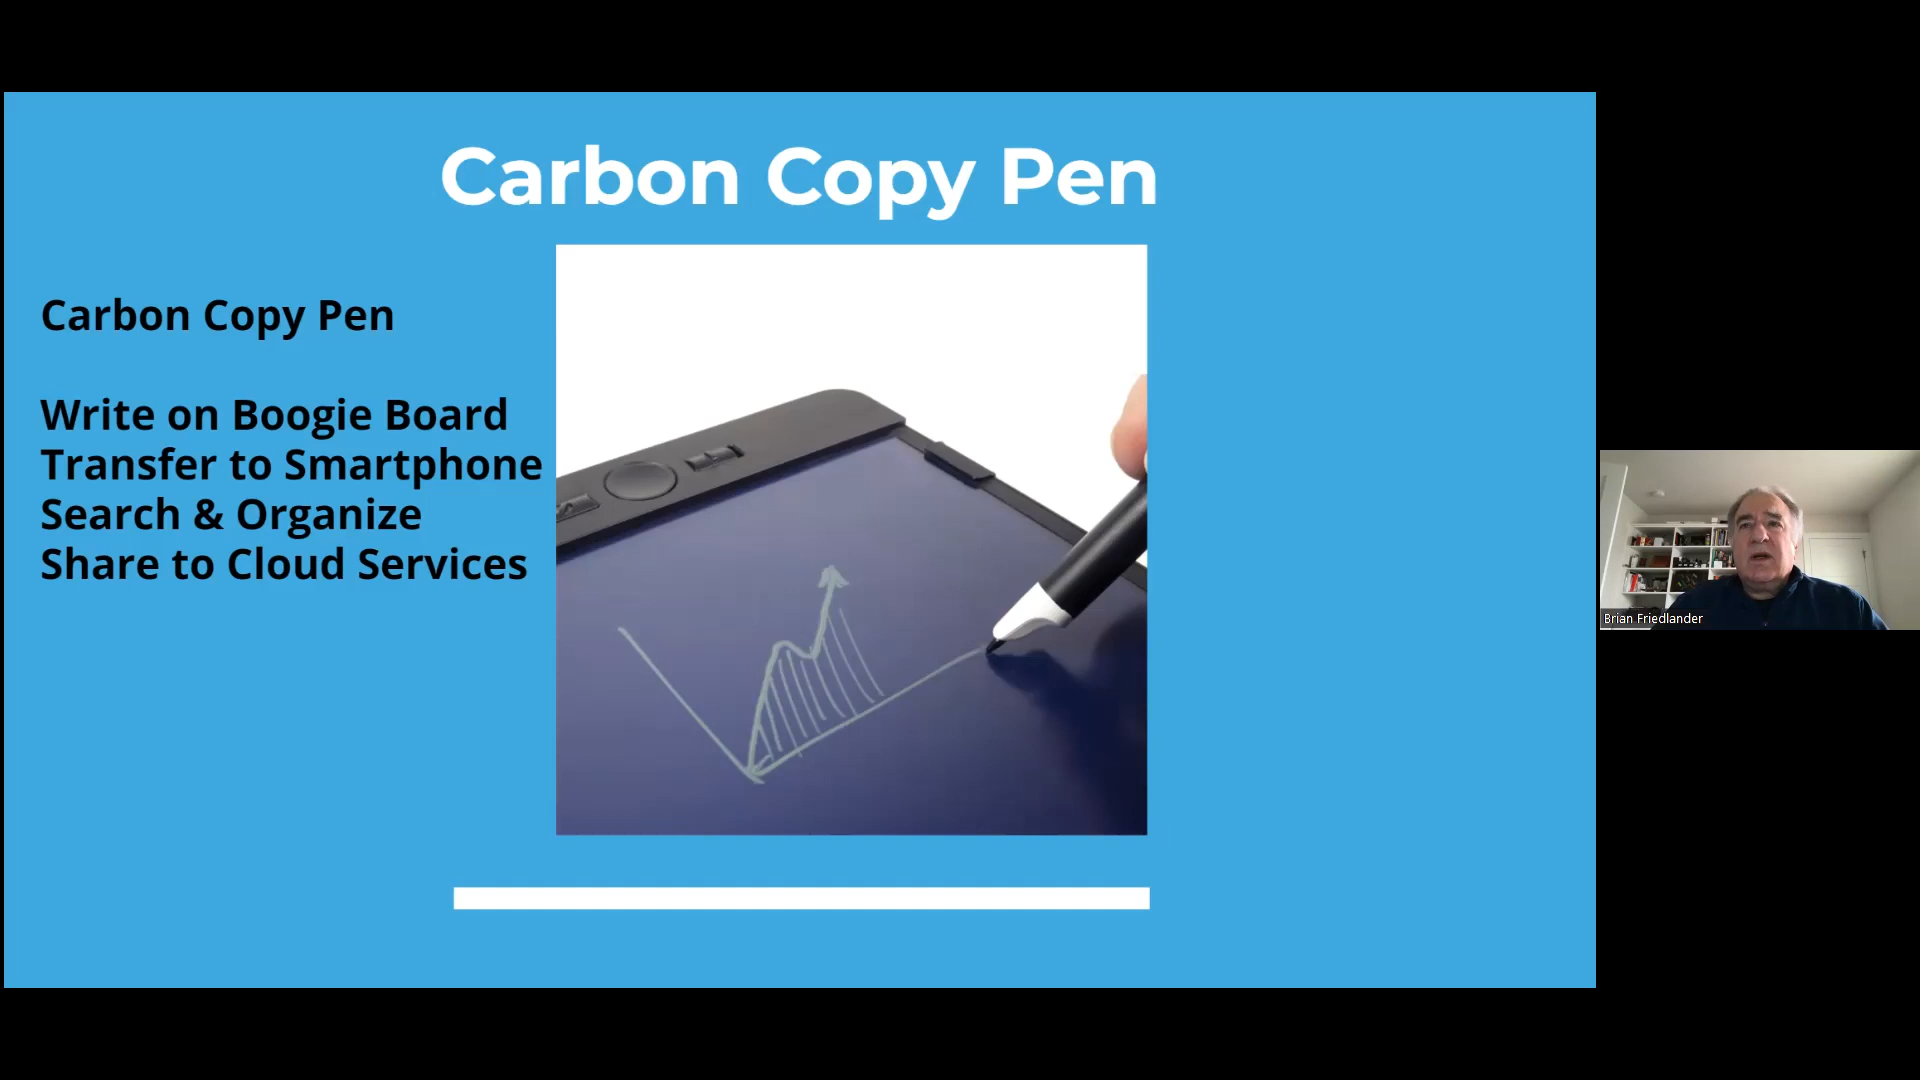 Carbon Copy Pen
Carbon Copy Pen
Write on Boogie Board
Transfer to Smartphone
Search & Organize
Share to Cloud Services
Brian Friedlander